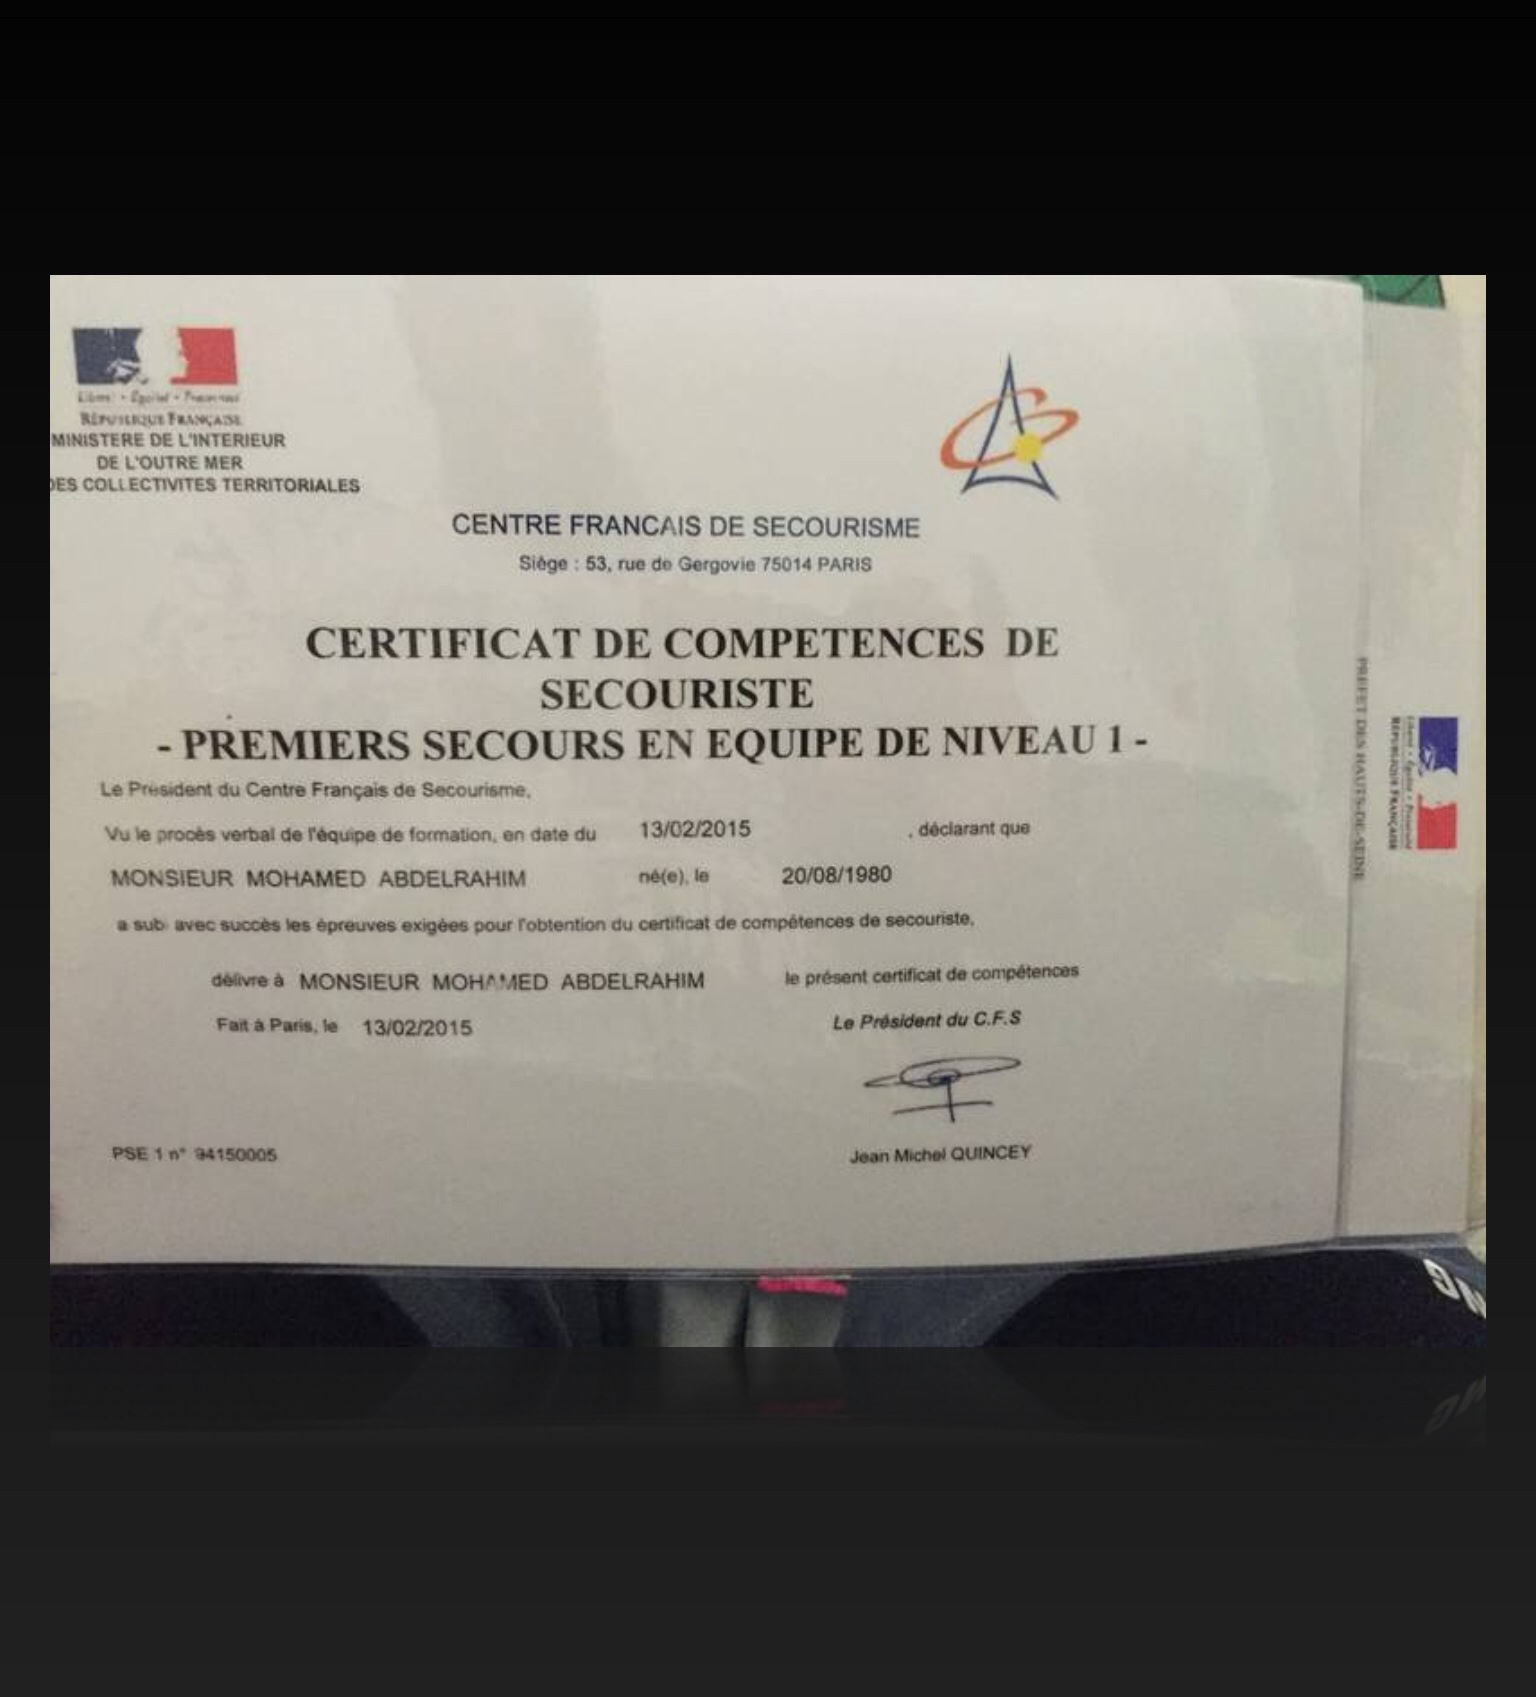 Liberté • Égalité • Fraternité
RÉPUBLIQUE FRANÇAISE
MINISTERE DE L'INTERIEUR
DE L'OUTRE MER
DES COLLECTIVITES TERRITORIALES
CENTRE FRANCAIS DE SECOURISME
Siège : 53, rue de Gergovie 75014 PARIS
CERTIFICAT DE COMPETENCES DE
SECOURISTE
- PREMIERS SECOURS EN EQUIPE DE NIVEAU 1 -
Le Président du Centre Français de Secourisme,
Vu le procès verbal de l'équipe de formation, en date du 13/02/2015 , déclarant que
MONSIEUR MOHAMED ABDELRAHIM né(e), le 20/08/1980
a subi avec succès les épreuves exigées pour l'obtention du certificat de compétences de secouriste,
délivre à MONSIEUR MOHAMED ABDELRAHIM le présent certificat de compétences
Fait à Paris, le 13/02/2015
Le Président du C.F.S
PSE 1 n° 94150005
Jean Michel QUINCEY
Liberté • Égalité • Fraternité
RÉPUBLIQUE FRANÇAISE
PREFET DES HAUTS-DE-SEINE